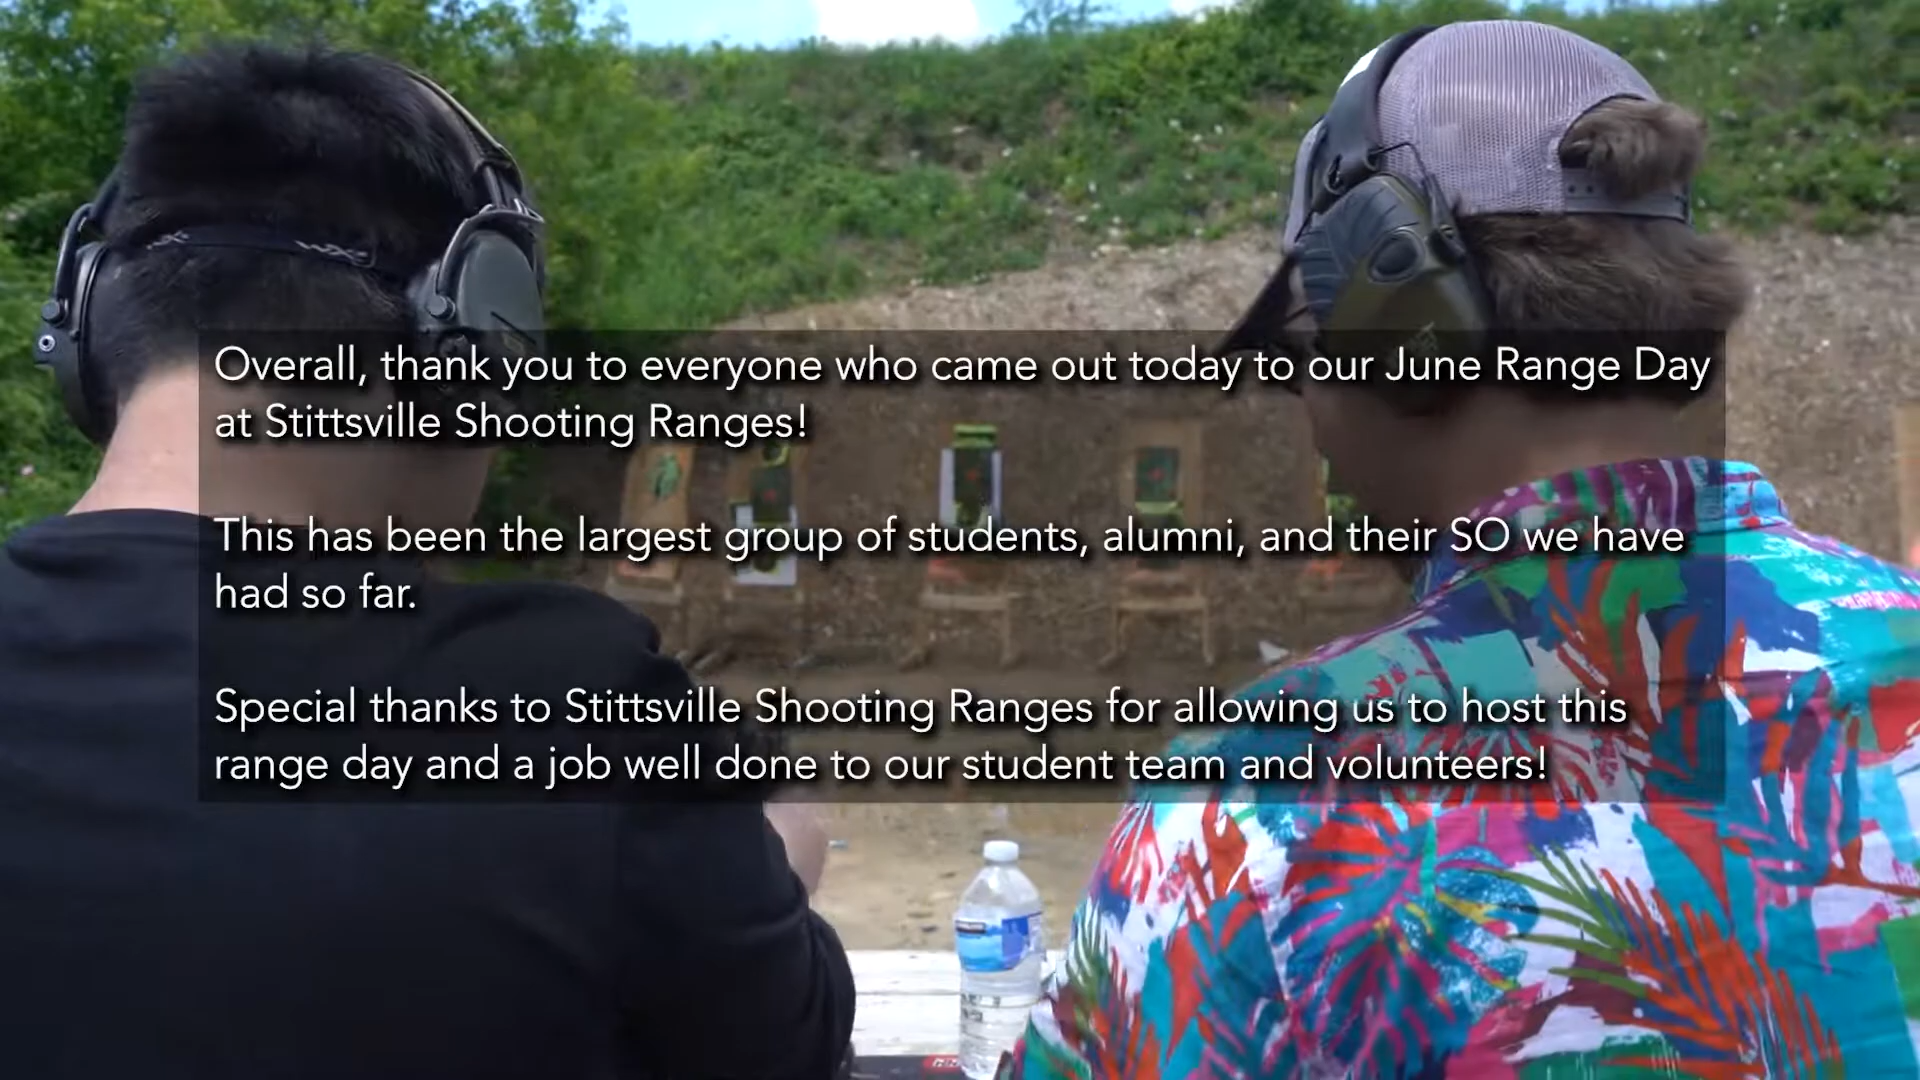 Overall, thank you to everyone who came out today to our June Range Day
at Stittsville Shooting Ranges!
This has been the largest group of students, alumni, and their SO we have
had so far.
Special thanks to Stittsville Shooting Ranges for allowing us to host this
range day and a job well done to our student team and volunteers!